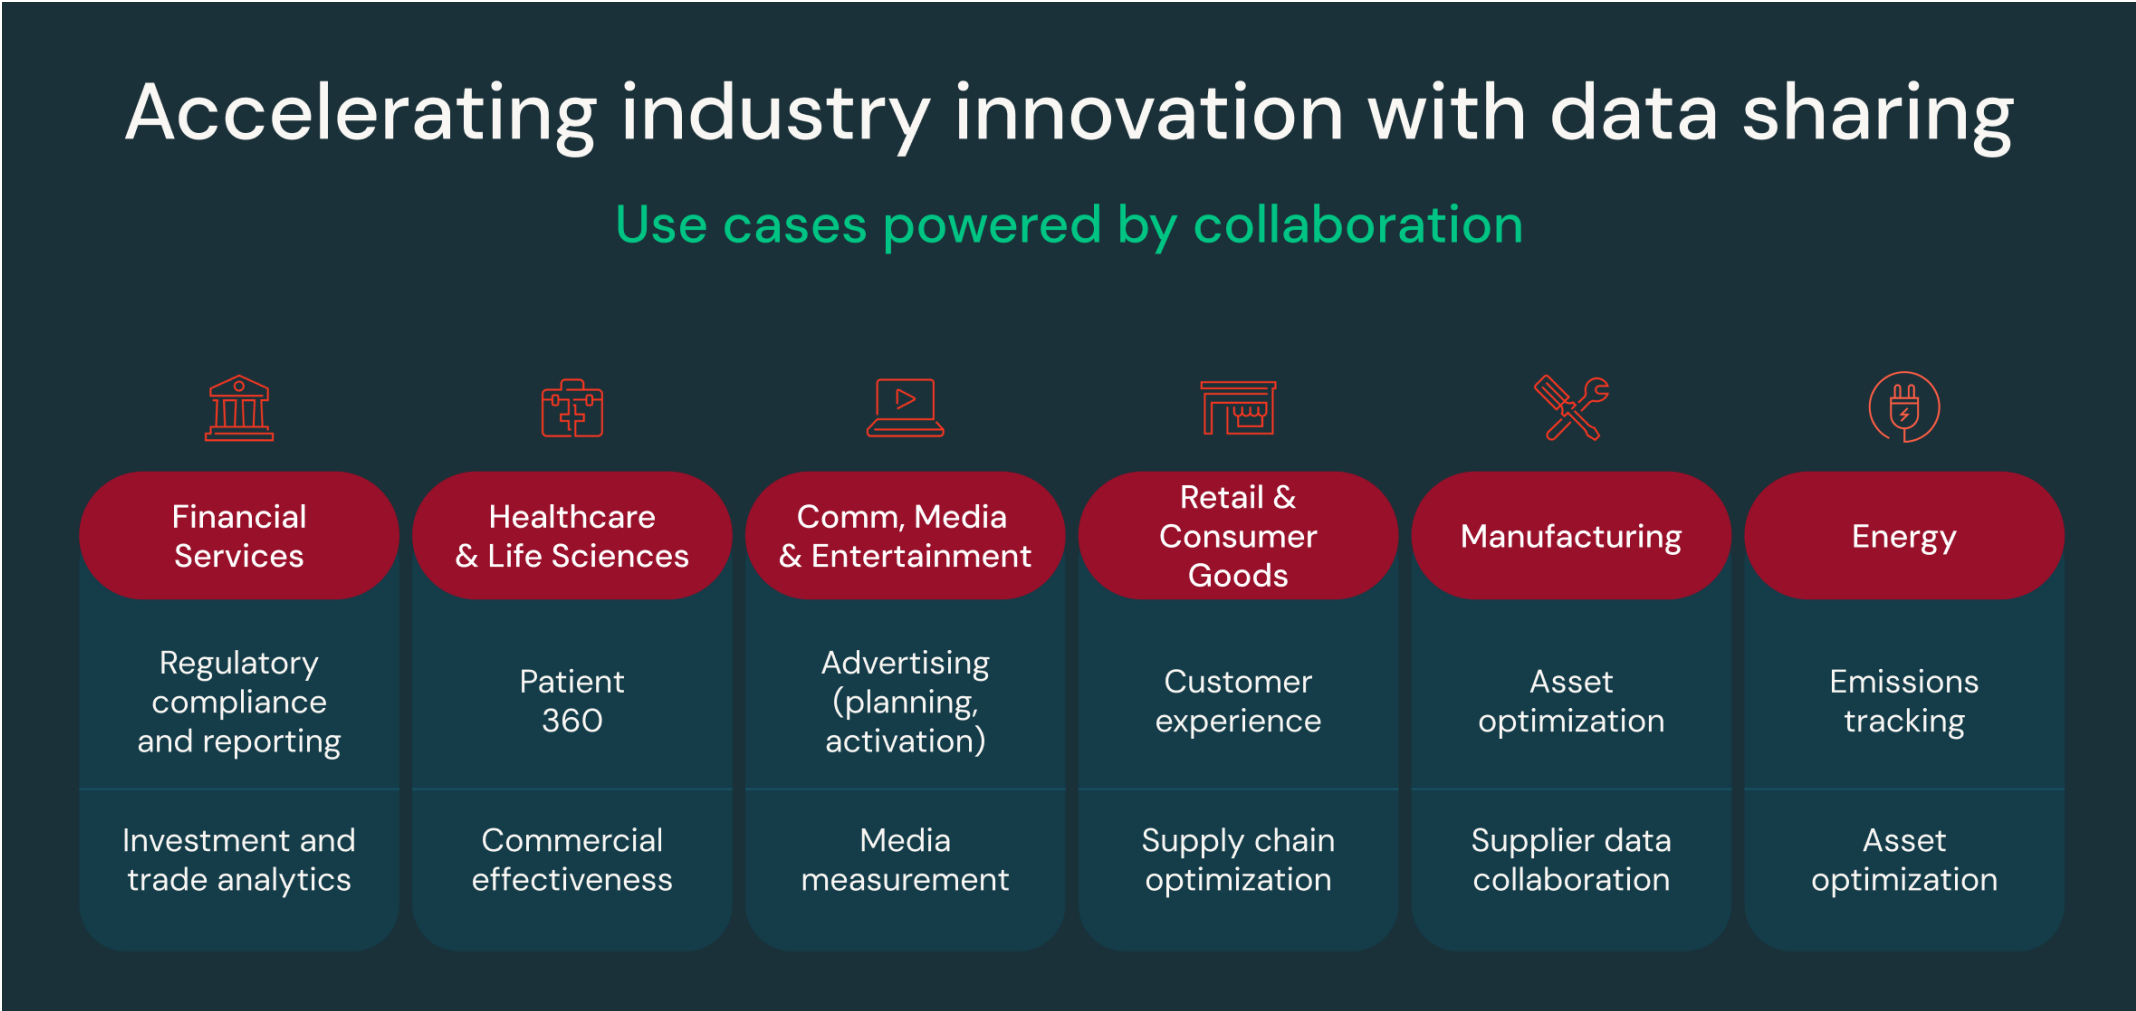 Accelerating industry innovation with data sharing
Use cases powered by collaboration
Financial
Services
Regulatory
compliance
and reporting
Investment and
trade analytics
Healthcare
& Life Sciences
Patient
360
Commercial
effectiveness
Comm, Media
& Entertainment
Advertising
(planning,
activation)
Media
measurement
Retail &
Consumer
Goods
Customer
experience
Supply chain
optimization
Manufacturing
Asset
optimization
Supplier data
collaboration
Energy
Emissions
tracking
Asset
optimization